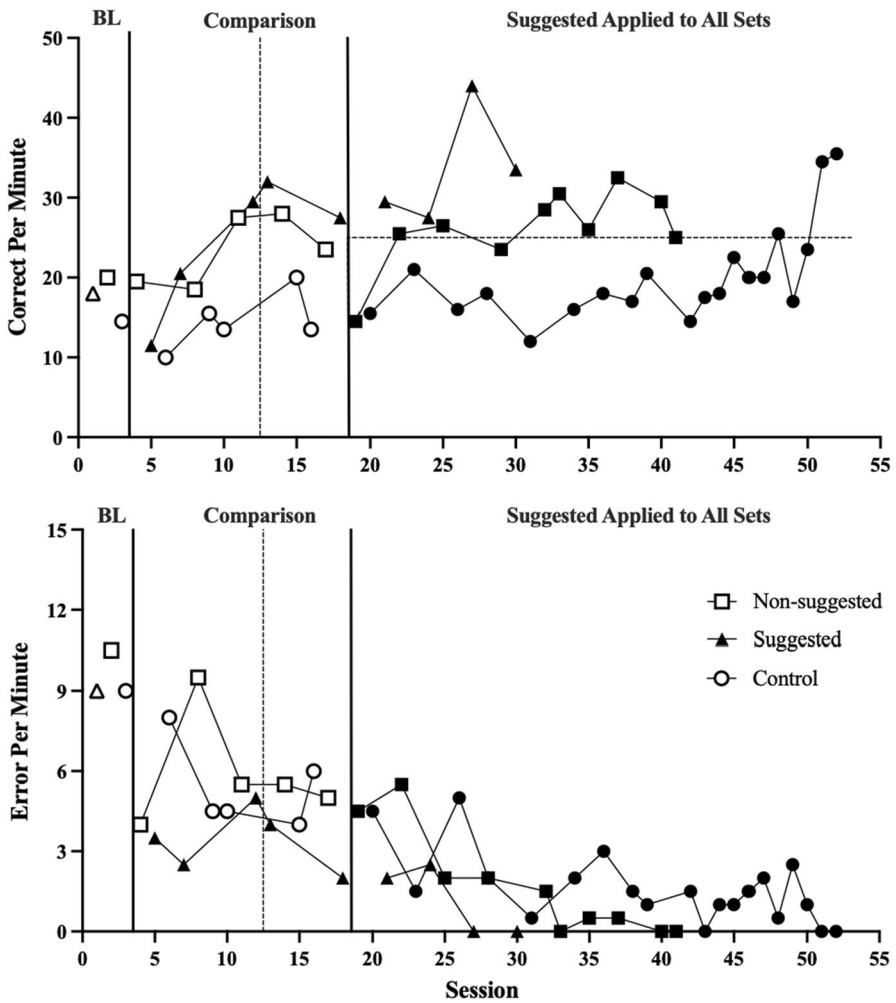 BL Comparison Suggested Applied to All Sets
Correct Per Minute
50
40
30
20
10
0
0 5 10 15 20 25 30 35 40 45 50 55
BL Comparison Suggested Applied to All Sets
Error Per Minute
15
12
9
6
3
0
Non-suggested
Suggested
Control
0 5 10 15 20 25 30 35 40 45 50 55
Session